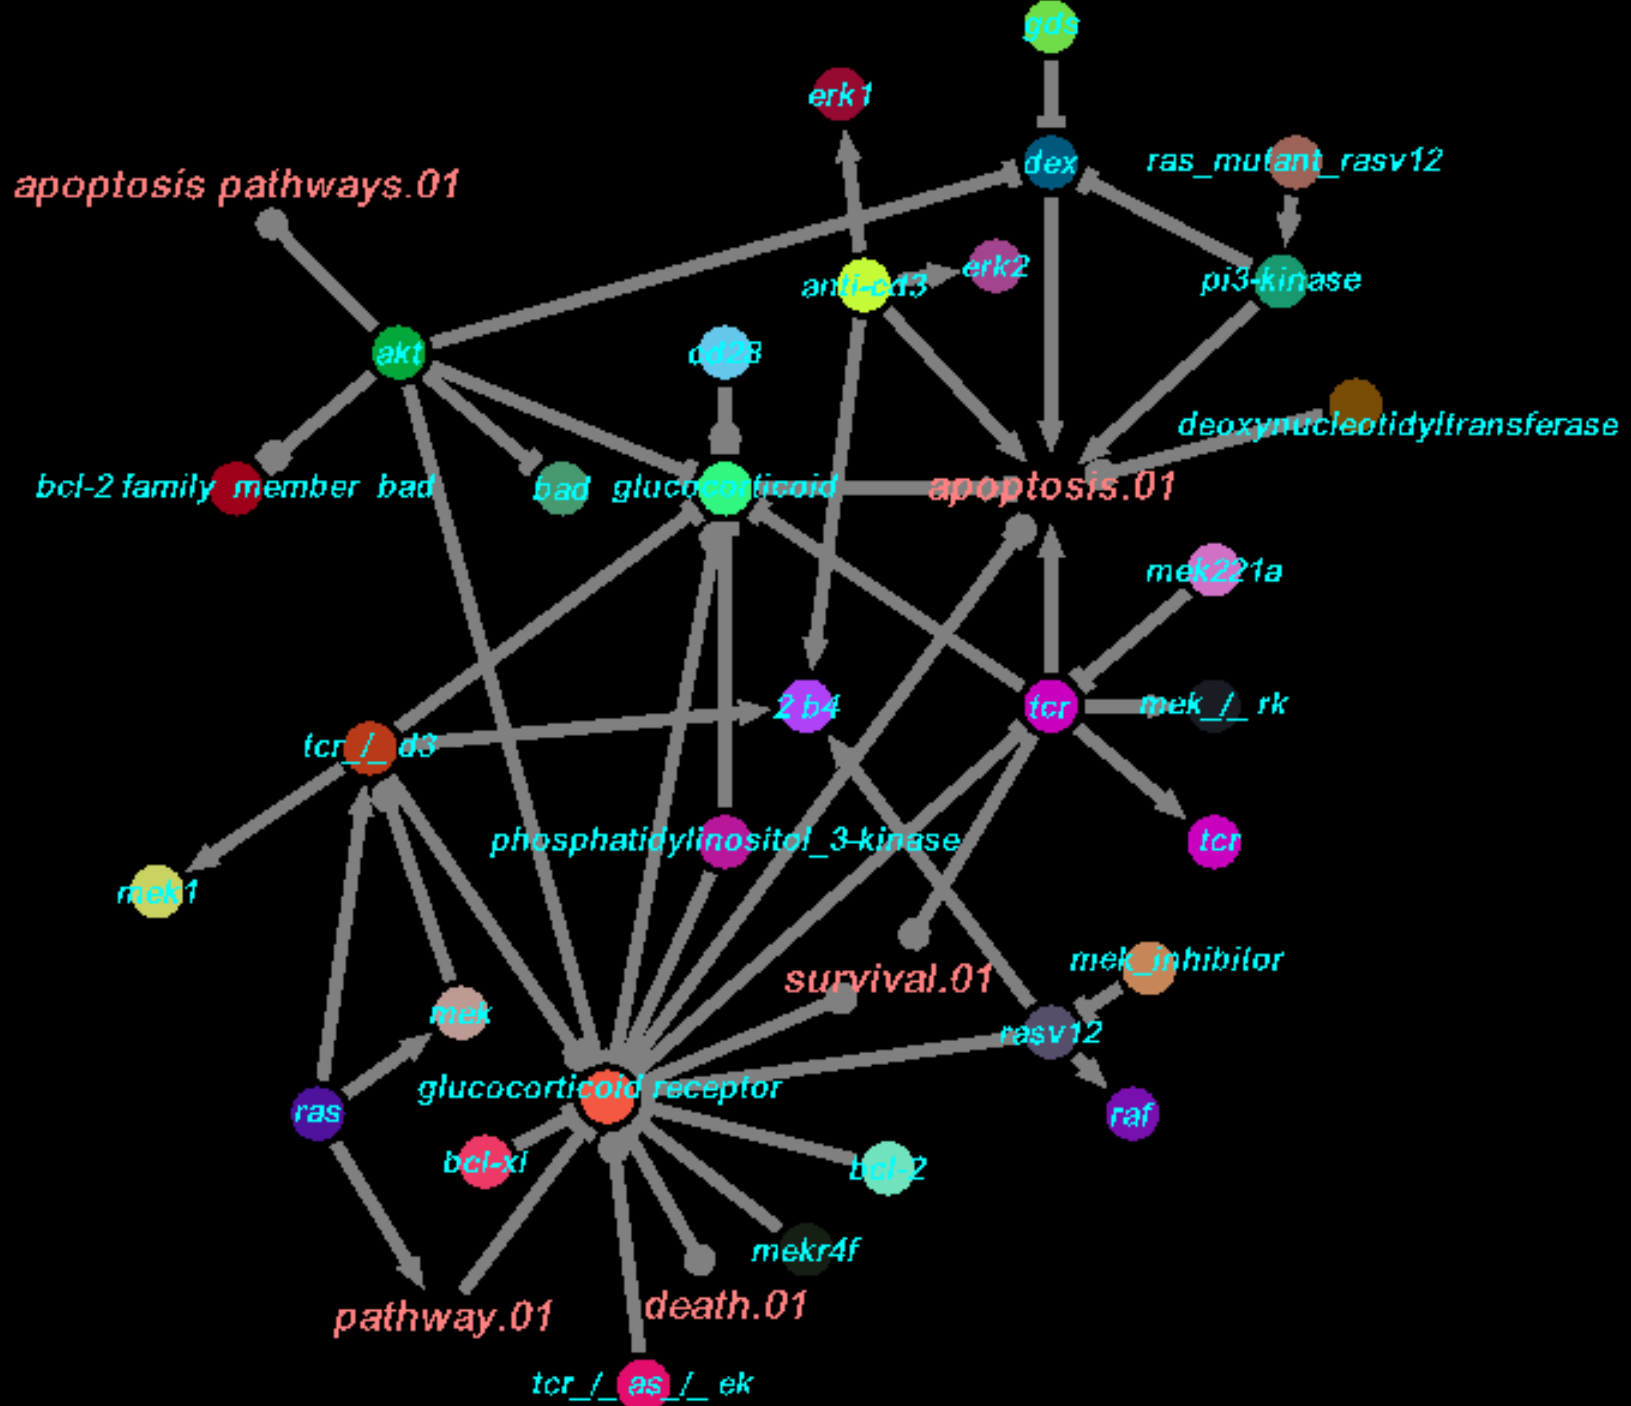 gds
erk1
dex
ras_mutant_rasv12
apoptosis pathways.01
erk2
anti-cd3
pi3-kinase
akt
cd28
deoxynucleotidyltransferase
bcl-2 family member bad
bad
glucocorticoid
apoptosis.01
mek221a
2b4
tcr
mek_/_ rk
tcr_/_ d3
phosphatidylinositol_3-kinase
tcr
mek1
mek_inhibitor
survival.01
mek
rasv12
glucocorticoid receptor
ras
raf
bcl-xl
bcl-2
mekr4f
death.01
pathway.01
tcr_/_ as_/_ ek